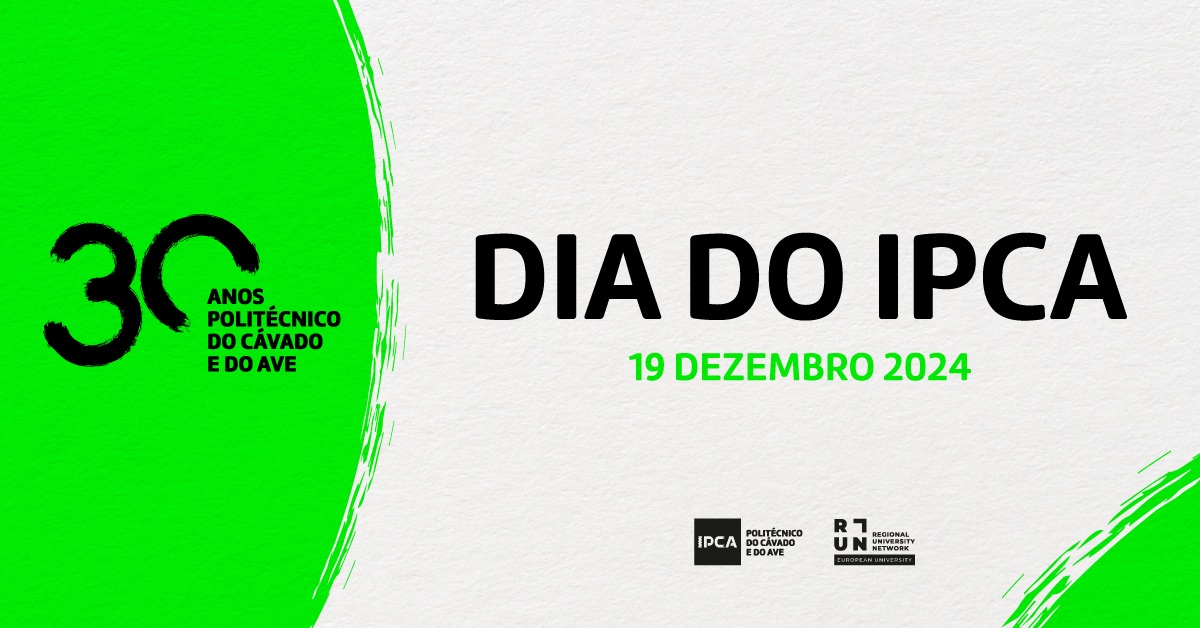 30
ANOS
POLITÉCNICO
DO CÁVADO
E DO AVE
DIA DO IPCA
19 DEZEMBRO 2024
IPCA
POLITÉCNICO
DO CÁVADO
E DO AVE
RUN
REGIONAL
UNIVERSITY
NETWORK
EUROPEAN UNIVERSITY